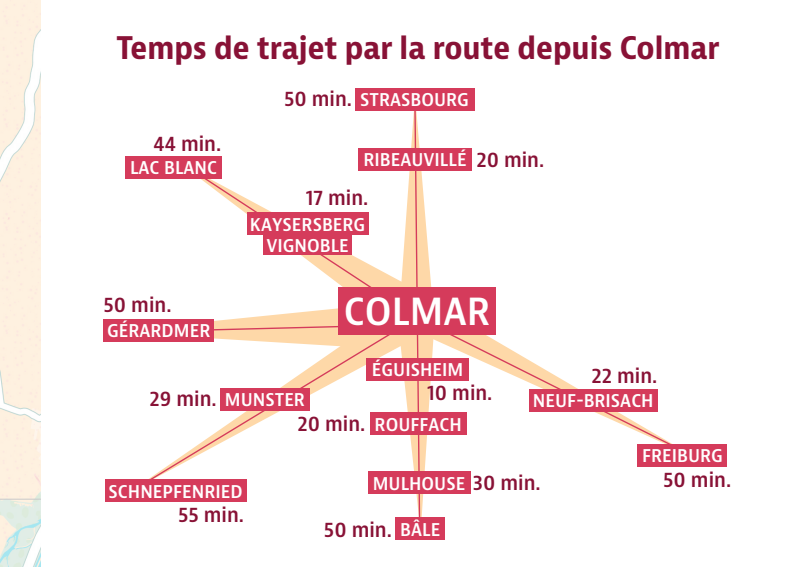 Temps de trajet par la route depuis Colmar
50 min. STRASBOURG
44 min.
LAC BLANC
RIBEAUVILLÉ 20 min.
17 min.
KAYSERSBERG
VIGNOBLE
50 min.
GÉRARDMER
COLMAR
ÉGUISHEIM
10 min.
22 min.
NEUF-BRISACH
29 min. MUNSTER
20 min. ROUFFACH
FREIBURG
50 min.
SCHNEPFENRIED
55 min.
MULHOUSE 30 min.
50 min. BÂLE